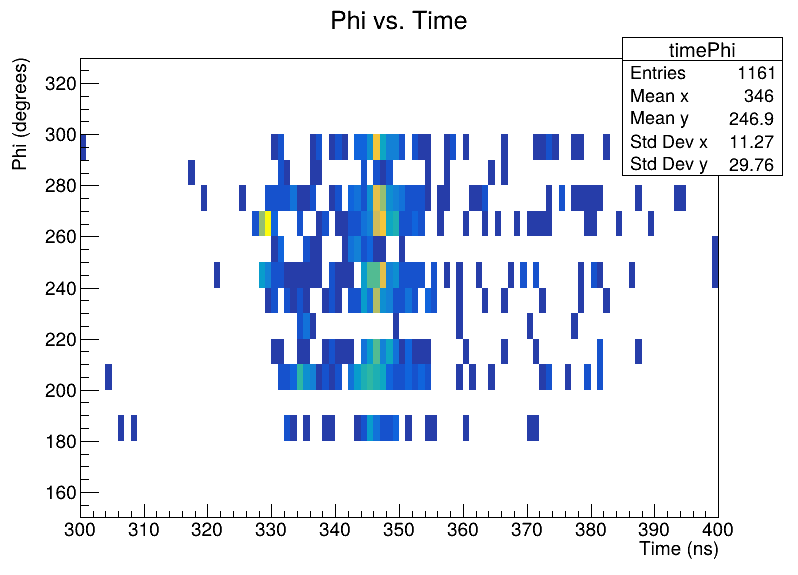 Phi vs. Time
timePhi
Entries 1161
Mean x 346
Mean y 246.9
Std Dev x 11.27
Std Dev y 29.76
Phi (degrees)
320
300
280
260
240
220
200
180
160
300 310 320 330 340 350 360 370 380 390 400
Time (ns)